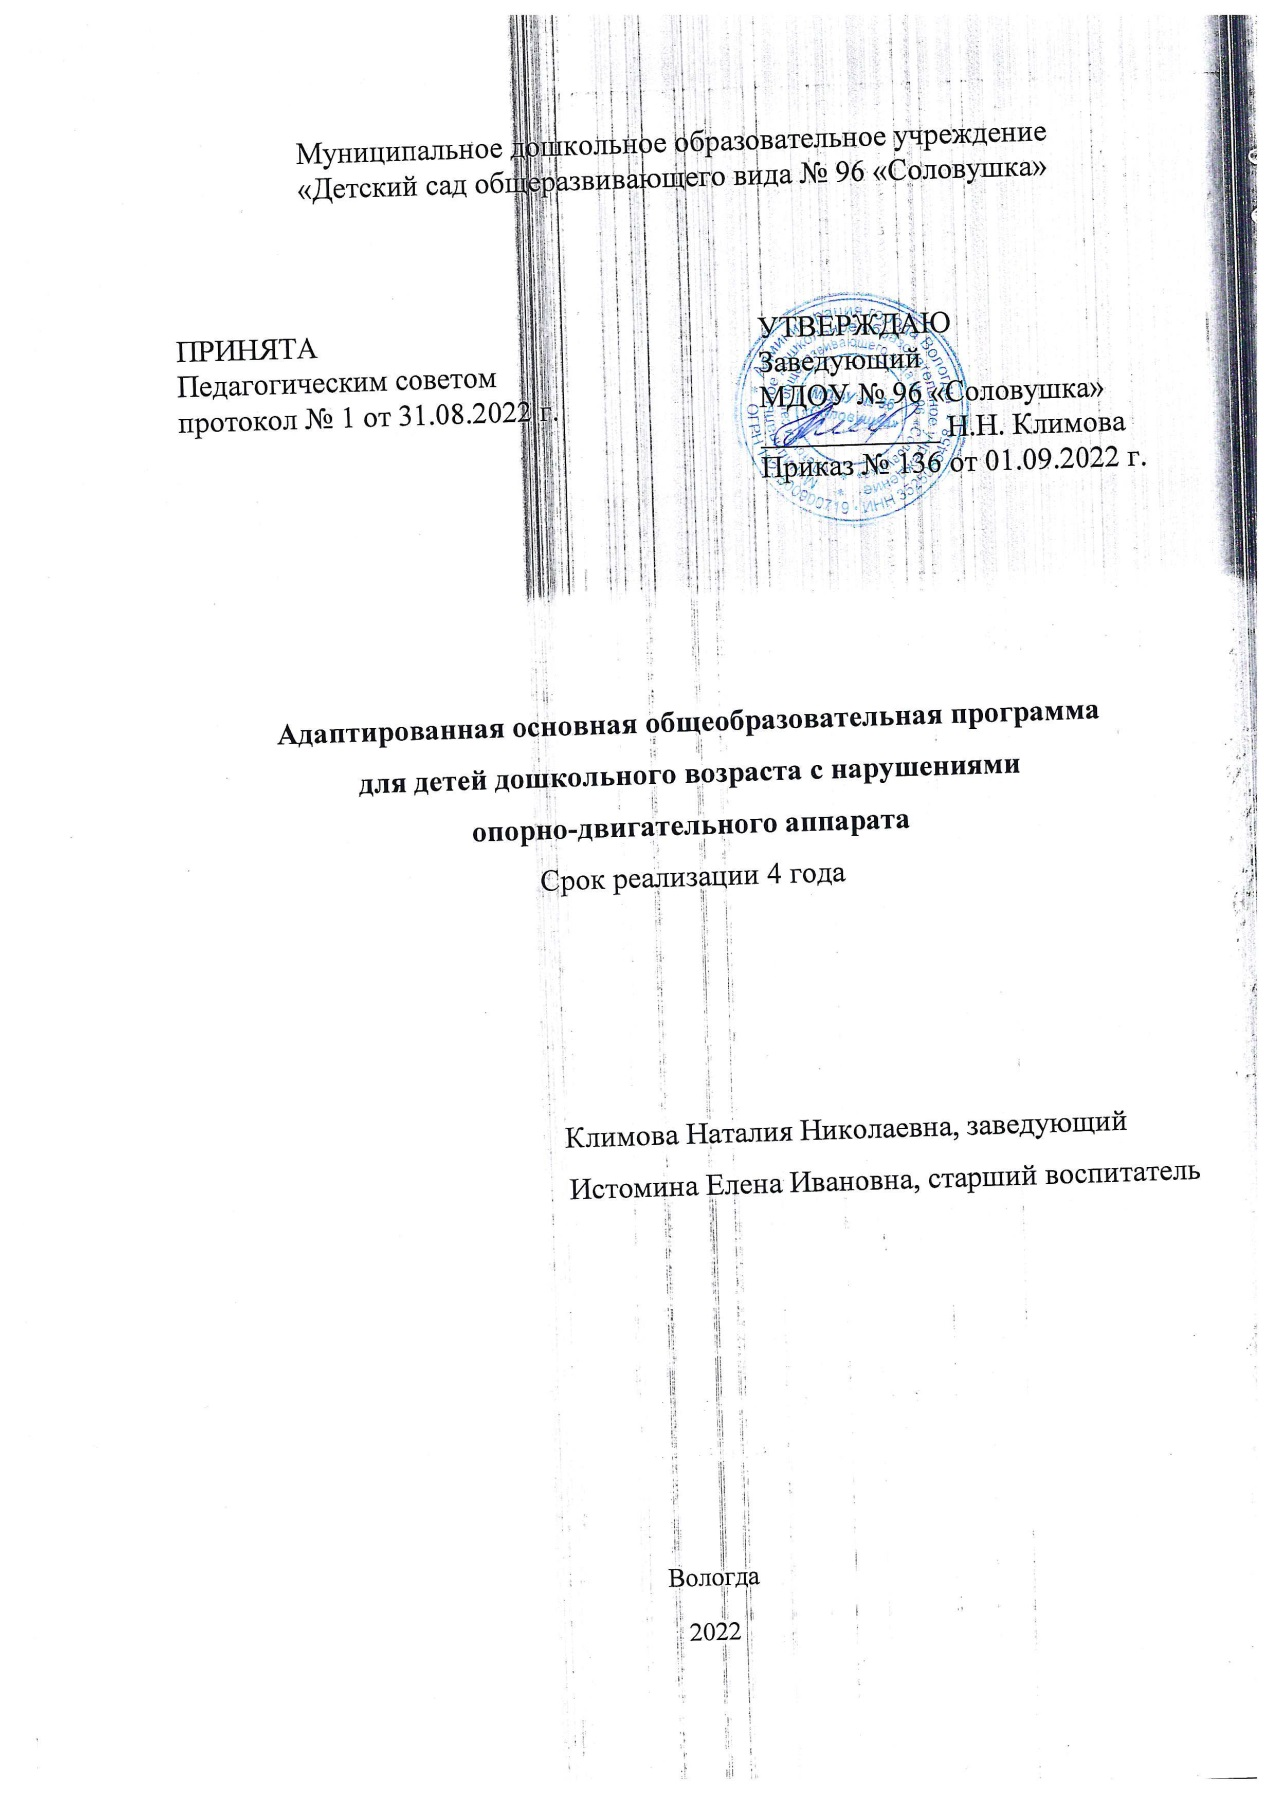 Муниципальное дошкольное образовательное учреждение
«Детский сад общеразвивающего вида № 96 «Соловушка»
ПРИНЯТА
Педагогическим советом
протокол № 1 от 31.08.2022 г.
УТВЕРЖДАЮ
Заведующий
МДОУ № 96 «Соловушка»
Н.Н. Климова
Приказ № 136 от 01.09.2022 г.
Адаптированная основная общеобразовательная программа
для детей дошкольного возраста с нарушениями
опорно-двигательного аппарата
Срок реализации 4 года
Климова Наталия Николаевна, заведующий
Истомина Елена Ивановна, старший воспитатель
Вологда
2022